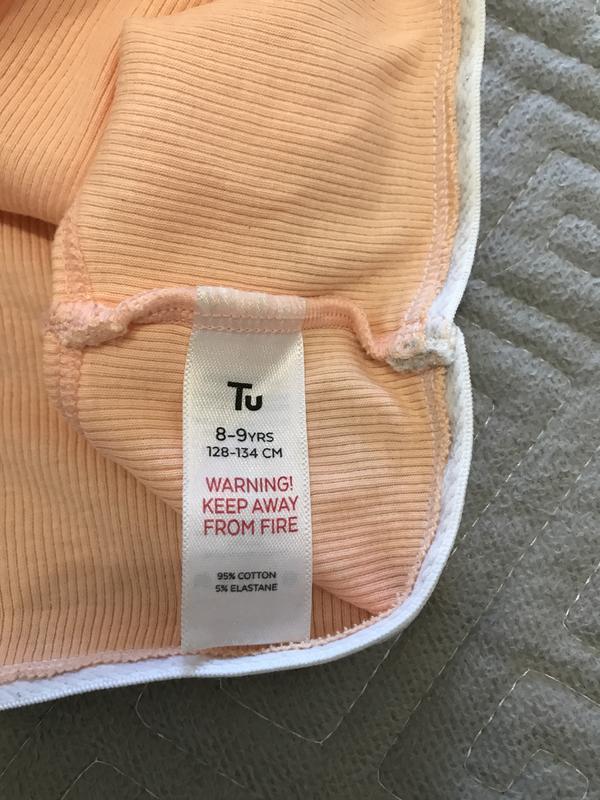 Tu
8-9YRS
128-134 CM
WARNING!
KEEP AWAY
FROM FIRE
95% COTTON
5% ELASTANE